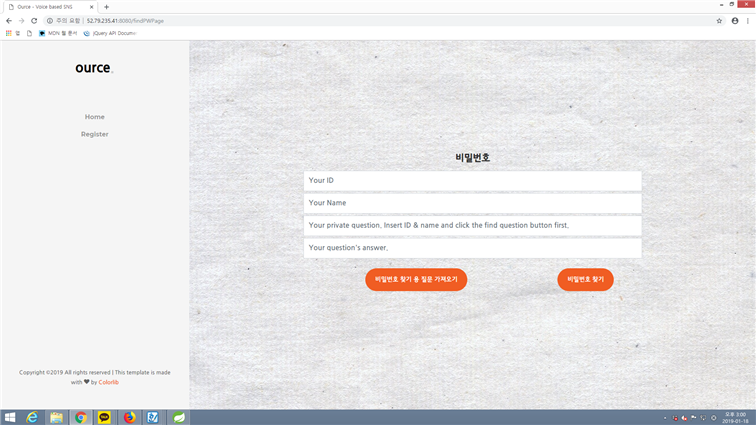 Ource - Voice based SNS
주의 요함
52.79.235.41:8080/findPWPage
앱
MDN 웹 문서
jQuery API Docum
ource.
Home
Register
비밀번호
Your ID
Your Name
Your private question. Insert ID & name and click the find question button first.
Your question's answer.
비밀번호 찾기 용 질문 가져오기
비밀번호 찾기
Copyright ©2019 All rights reserved | This template is made
with ❤ by Colorlib
오후 3:00
2019-01-18